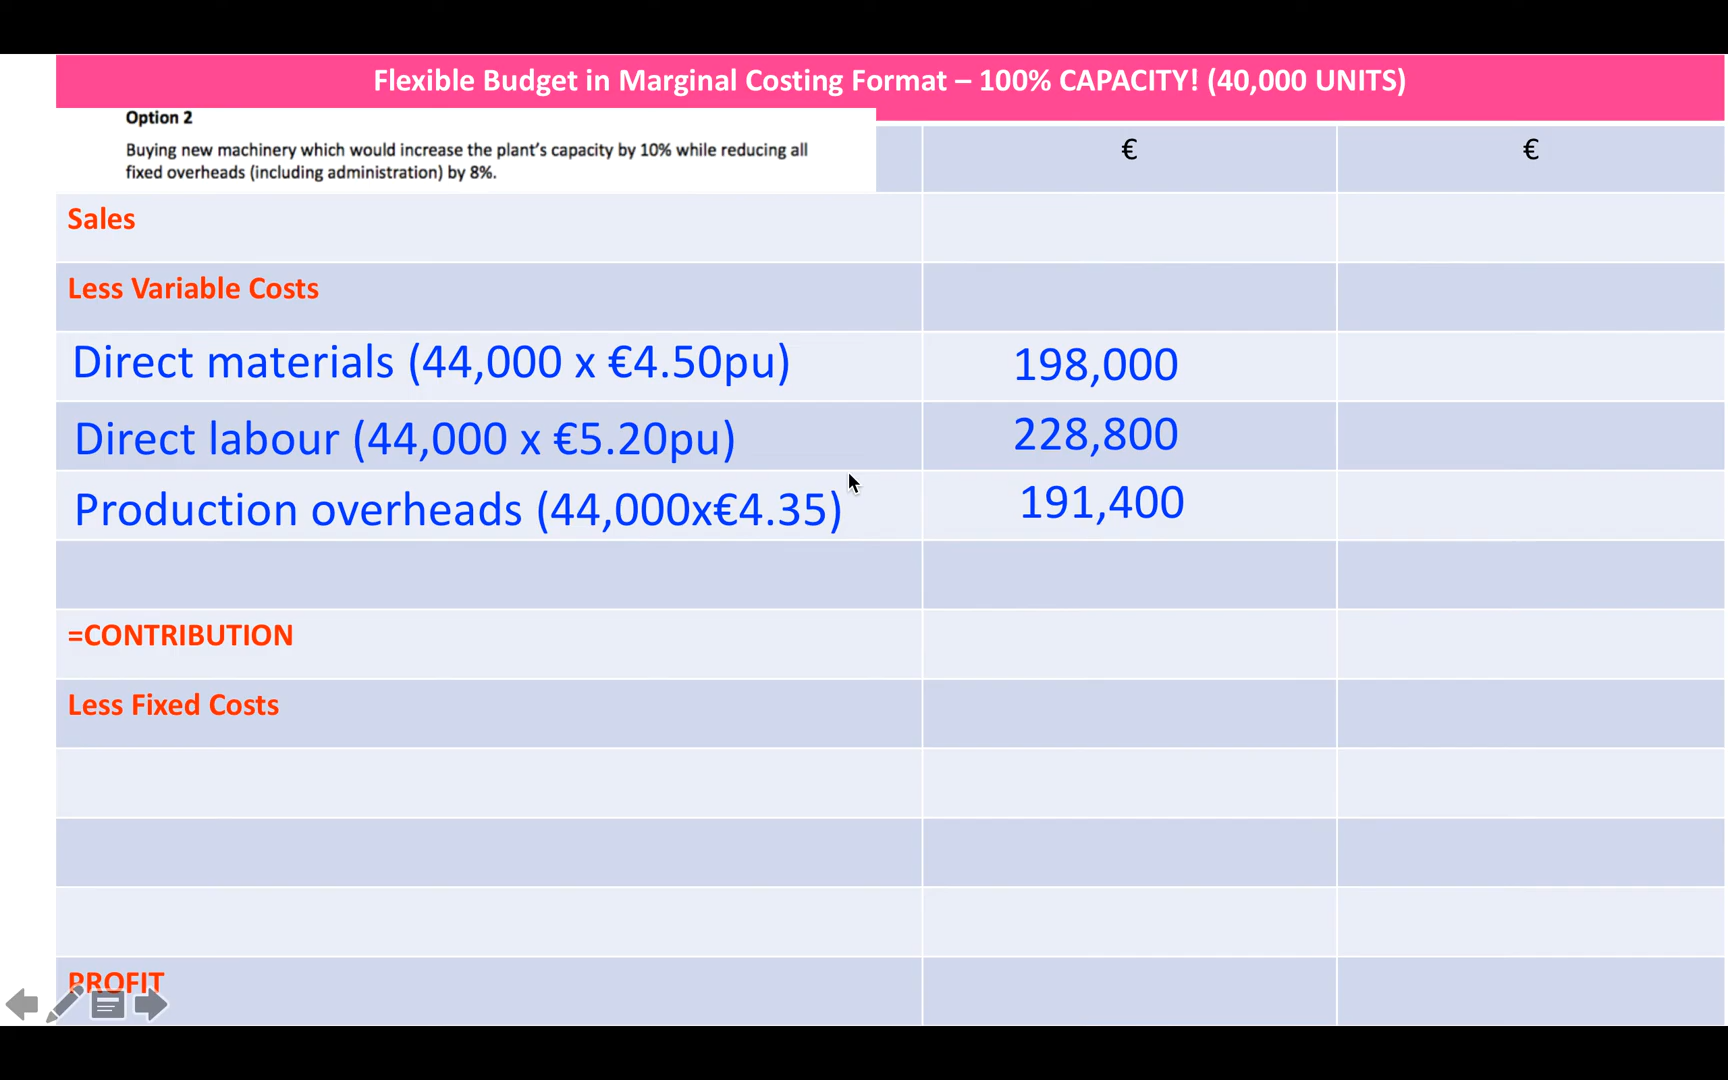 Flexible Budget in Marginal Costing Format – 100% CAPACITY! (40,000 UNITS)
Option 2
Buying new machinery which would increase the plant's capacity by 10% while reducing all
fixed overheads (including administration) by 8%.
€ €
Sales
Less Variable Costs
Direct materials (44,000 x €4.50pu) 198,000
Direct labour (44,000 x €5.20pu) 228,800
Production overheads (44,000x€4.35) 191,400
=CONTRIBUTION
Less Fixed Costs
PROFIT